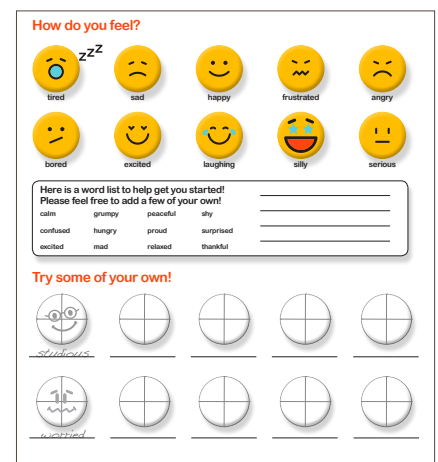 How do you feel?
zzZ
tired sad happy frustrated angry
bored excited laughing silly serious
Here is a word list to help get you started!
Please feel free to add a few of your own!
calm grumpy peaceful shy
confused hungry proud surprised
excited mad relaxed thankful
Try some of your own!
studious
worried